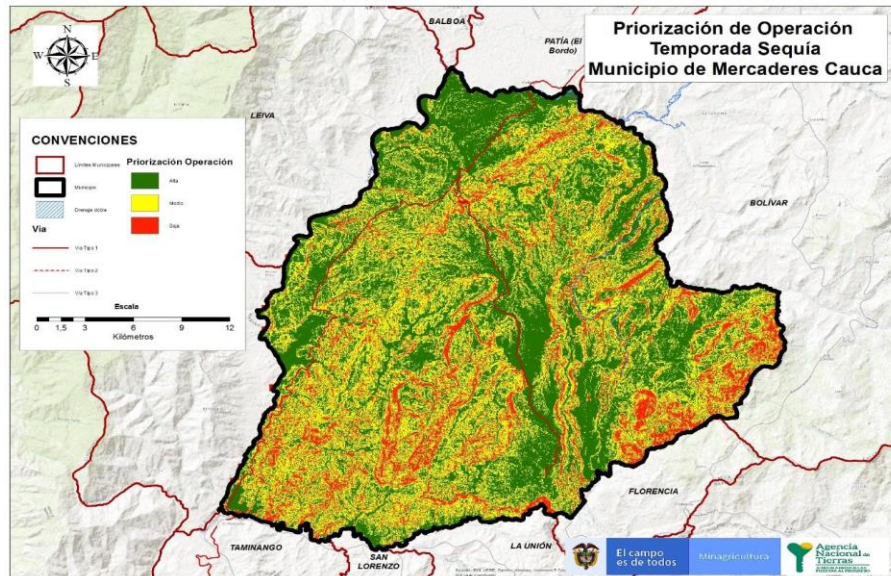 Priorización de Operación
Temporada Sequía
Municipio de Mercaderes Cauca
N
W
E
S
BALBOA
PATÍA (El
Bordo)
LEIVA
BOLÍVAR
FLORENCIA
LA UNIÓN
SAN
LORENZO
TAMINANGO
CONVENCIONES
Límites Municipales
Municipio
Drenaje doble
Vía
Vía Tipo 1
Vía Tipo 2
Vía Tipo 3
Priorización Operación
Alta
Medio
Baja
Escala
0 1,5 3 6 9 12
Kilómetros
El campo
es de todos
Minagricultura
Agencia
Nacional de
Tierras